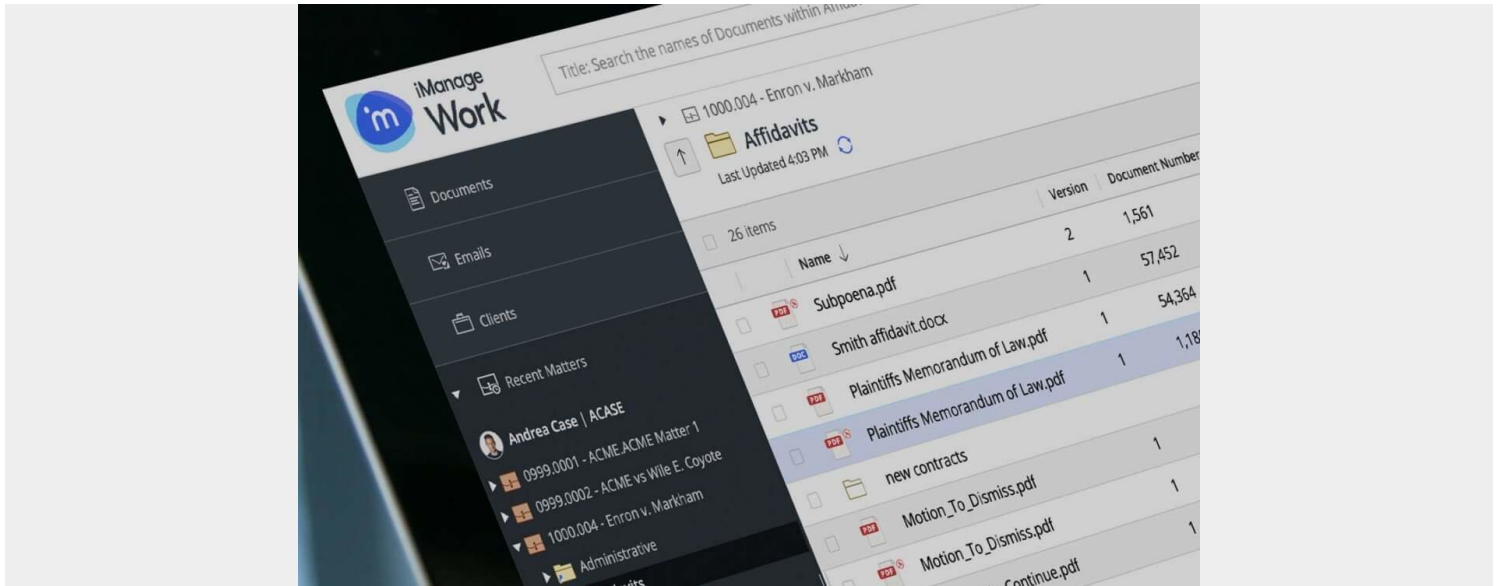 iManage
Work
Title: Search the names of Documents within
Documents
Emails
Clients
Recent Matters
Andrea Case | ACASE
0999.0001 - ACME.ACME Matter 1
0999.0002 - ACME vs Wile E. Coyote
1000.004 - Enron v. Markham
Administrative
1000.004 - Enron v. Markham
Affidavits
Last Updated 4:03 PM
26 items
Name Version Document Number
Subpoena.pdf 2 1,561
Smith affidavit.docx 1 57,452
Plaintiffs Memorandum of Law.pdf 1 54,364
Plaintiffs Memorandum of Law.pdf 1
new contracts
Motion_To_Dismiss.pdf 1
Motion_To_Dismiss.pdf 1
Continue.pdf 1